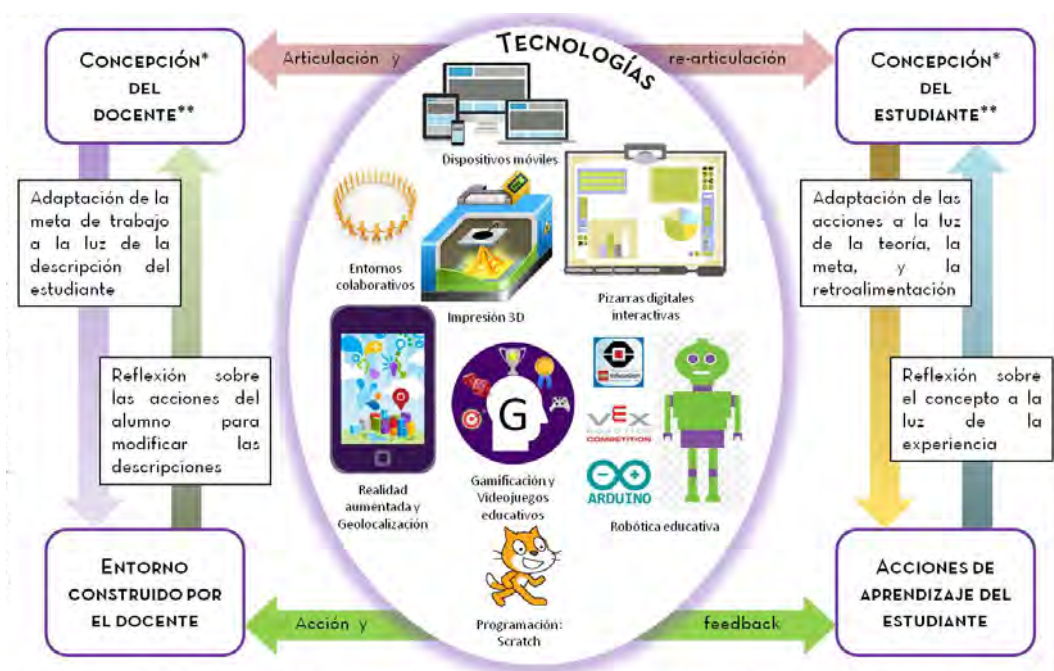 TECNOLOGÍAS
CONCEPCIÓN*
DEL
DOCENTE**
Articulación y
re-articulación
CONCEPCIÓN*
DEL
ESTUDIANTE**
Dispositivos móviles
Adaptación de la
meta de trabajo
a la luz de la
descripción del
estudiante
Entornos
colaborativos
Impresión 3D
Pizarras digitales
interactivas
Adaptación de las
acciones a la luz
de la teoría, la
meta, y la
retroalimentación
Reflexión sobre
las acciones del
alumno para
modificar las
descripciones
G
education
VEX
COMPETITION
ARDUINO
Reflexión sobre
el concepto a la
luz de la
experiencia
Realidad
aumentada y
Geolocalización
Gamificación y
Videojuegos
educativos
Robótica educativa
ENTORNO
CONSTRUIDO POR
EL DOCENTE
Acción y
Programación:
Scratch
feedback
ACCIONES DE
APRENDIZAJE DEL
ESTUDIANTE